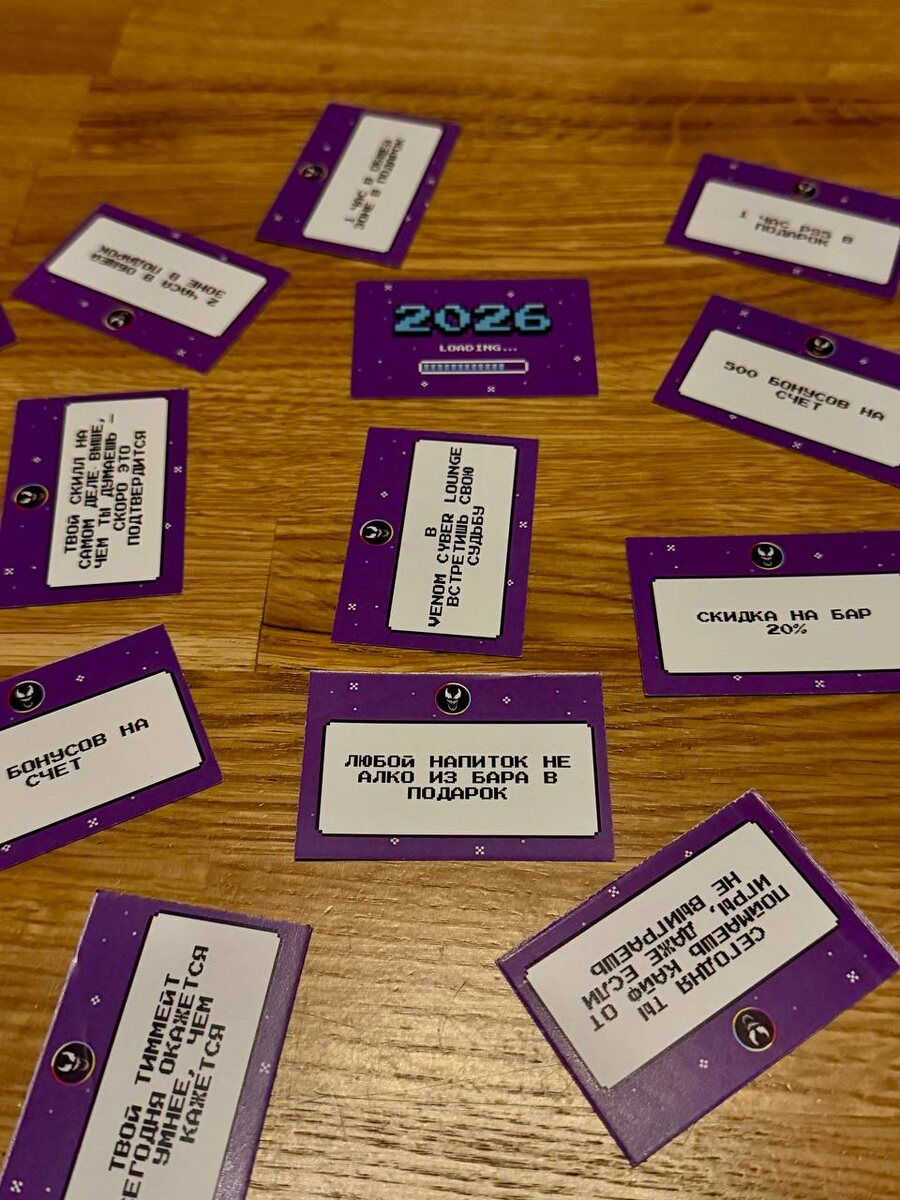 1 ЧАС В ОБЩЕЙ
ЗОНЕ В ПОДАРОК
1 ЧАС PS5 В
ПОДАРОК
2 ЧАСА В ОБЩЕЙ
ЗОНЕ В ПОДАРОК
2026
LOADING...
500 БОНУСОВ НА
СЧЕТ
ТВОЙ СКИЛЛ НА
САМОМ ДЕЛЕ ВЫШЕ,
ЧЕМ ТЫ ДУМАЕШЬ _
СКОРО ЭТО
ПОДТВЕРДИТСЯ
В
VENOM CYBER LOUNGE
ВСТРЕТИШЬ СВОЮ
СУДЬБУ
СКИДКА НА БАР
20%
БОНУСОВ НА
СЧЕТ
ЛЮБОЙ НАПИТОК НЕ
АЛКО ИЗ БАРА В
ПОДАРОК
СЕГОДНЯ ТЫ
ПОЙМАЕШЬ КАЙФ ОТ
ИГРЫ, ДАЖЕ ЕСЛИ
НЕ ВЫИГРАЕШЬ
ТВОЙ ТИММЕЙТ
СЕГОДНЯ ОКАЖЕТСЯ
УМНЕЕ, ЧЕМ
КАЖЕТСЯ